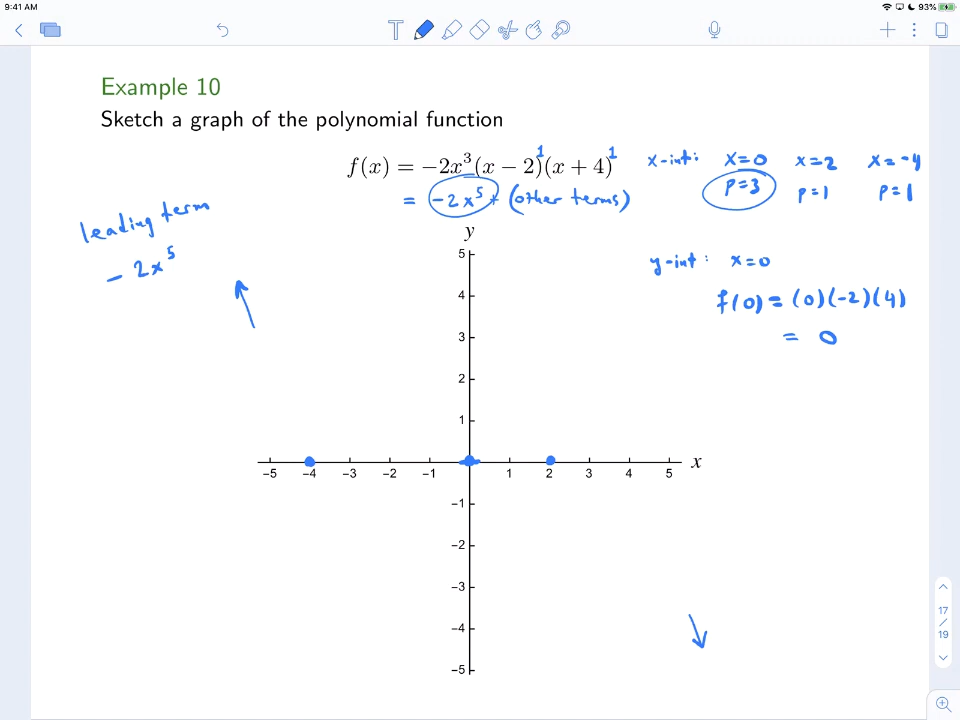 9:41 AM
93%
Example 10
Sketch a graph of the polynomial function
f(x) = −2x³(x − 2)¹(x + 4)¹
= −2x⁵ + (other terms)
x-int: x=0 x=2 x=-4
p=3 p=1 p=1
leading term
− 2x⁵
y-int: x=0
f(0) = (0)(-2)(4)
= 0
y
5
4
3
2
1
−5 −4 −3 −2 −1 1 2 3 4 5 x
−1
−2
−3
−4
−5
17
/
19